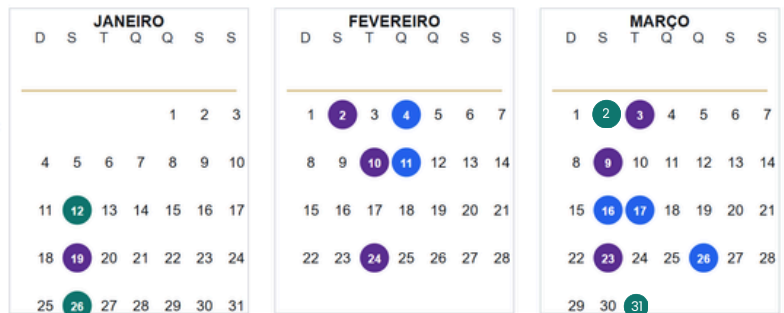 JANEIRO
D S T Q Q S S
1 2 3
4 5 6 7 8 9 10
11 12 13 14 15 16 17
18 19 20 21 22 23 24
25 26 27 28 29 30 31
FEVEREIRO
D S T Q Q S S
1 2 3 4 5 6 7
8 9 10 11 12 13 14
15 16 17 18 19 20 21
22 23 24 25 26 27 28
MARÇO
D S T Q Q S S
1 2 3 4 5 6 7
8 9 10 11 12 13 14
15 16 17 18 19 20 21
22 23 24 25 26 27 28
29 30 31